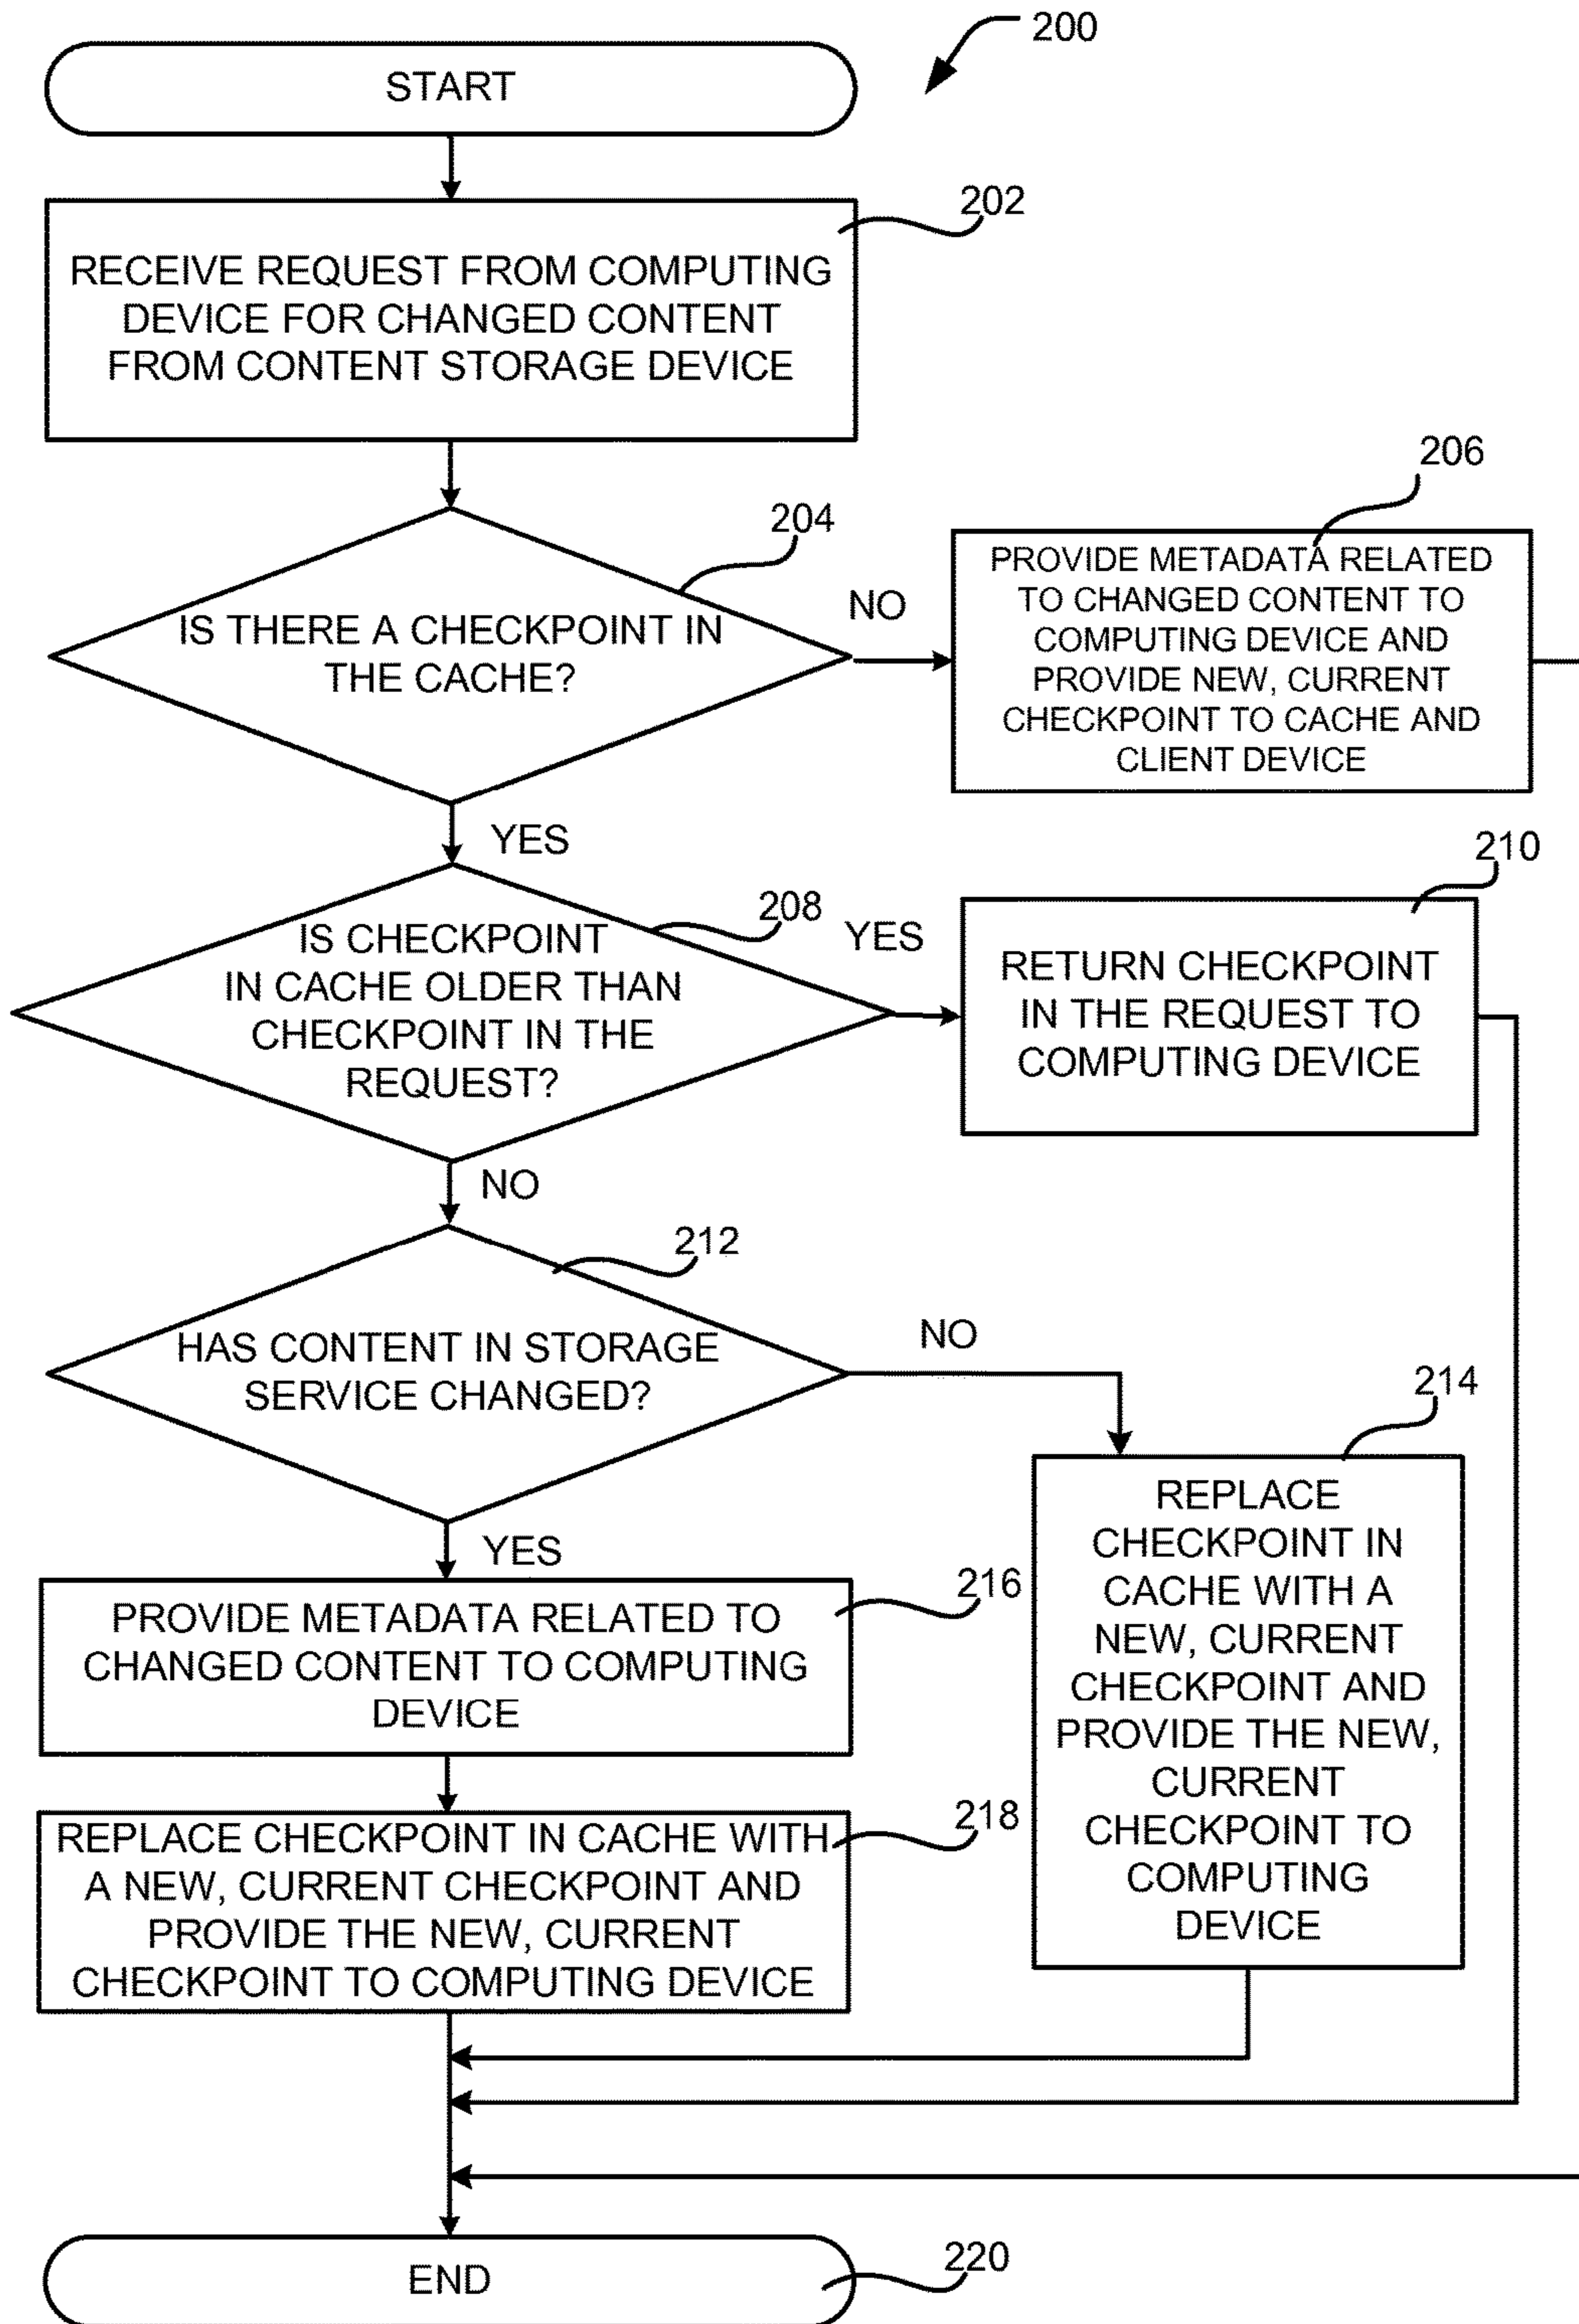 200
START
202
RECEIVE REQUEST FROM COMPUTING
DEVICE FOR CHANGED CONTENT
FROM CONTENT STORAGE DEVICE
204
IS THERE A CHECKPOINT IN
THE CACHE?
NO
206
PROVIDE METADATA RELATED
TO CHANGED CONTENT TO
COMPUTING DEVICE AND
PROVIDE NEW, CURRENT
CHECKPOINT TO CACHE AND
CLIENT DEVICE
YES
208
IS CHECKPOINT
IN CACHE OLDER THAN
CHECKPOINT IN THE
REQUEST?
YES
210
RETURN CHECKPOINT
IN THE REQUEST TO
COMPUTING DEVICE
NO
212
HAS CONTENT IN STORAGE
SERVICE CHANGED?
NO
214
REPLACE
CHECKPOINT IN
CACHE WITH A
NEW, CURRENT
CHECKPOINT AND
PROVIDE THE NEW,
CURRENT
CHECKPOINT TO
COMPUTING
DEVICE
YES
216
PROVIDE METADATA RELATED TO
CHANGED CONTENT TO COMPUTING
DEVICE
218
REPLACE CHECKPOINT IN CACHE WITH
A NEW, CURRENT CHECKPOINT AND
PROVIDE THE NEW, CURRENT
CHECKPOINT TO COMPUTING DEVICE
220
END